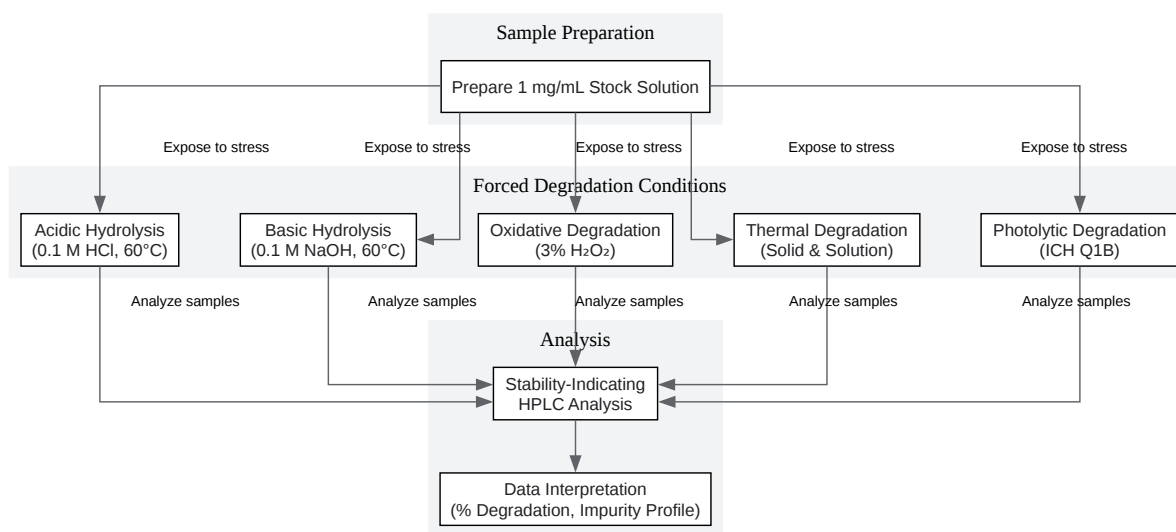 Sample Preparation
Prepare 1 mg/mL Stock Solution
Expose to stress
Expose to stress
Expose to stress
Expose to stress
Expose to stress
Forced Degradation Conditions
Acidic Hydrolysis
(0.1 M HCl, 60°C)
Basic Hydrolysis
(0.1 M NaOH, 60°C)
Oxidative Degradation
(3% H₂O₂)
Thermal Degradation
(Solid & Solution)
Photolytic Degradation
(ICH Q1B)
Analyze samples
Analyze samples
Analyze samples
Analyze samples
Analyze samples
Analysis
Stability-Indicating
HPLC Analysis
Data Interpretation
(% Degradation, Impurity Profile)